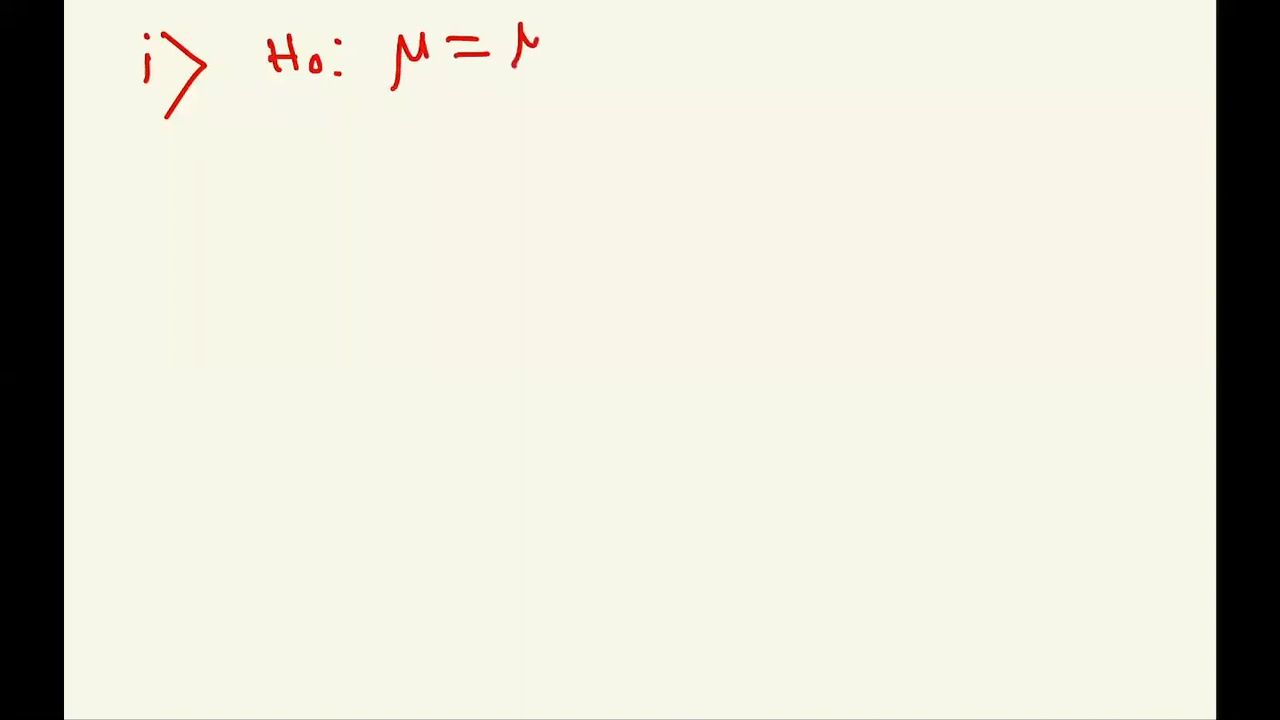 i> H₀: μ = μ